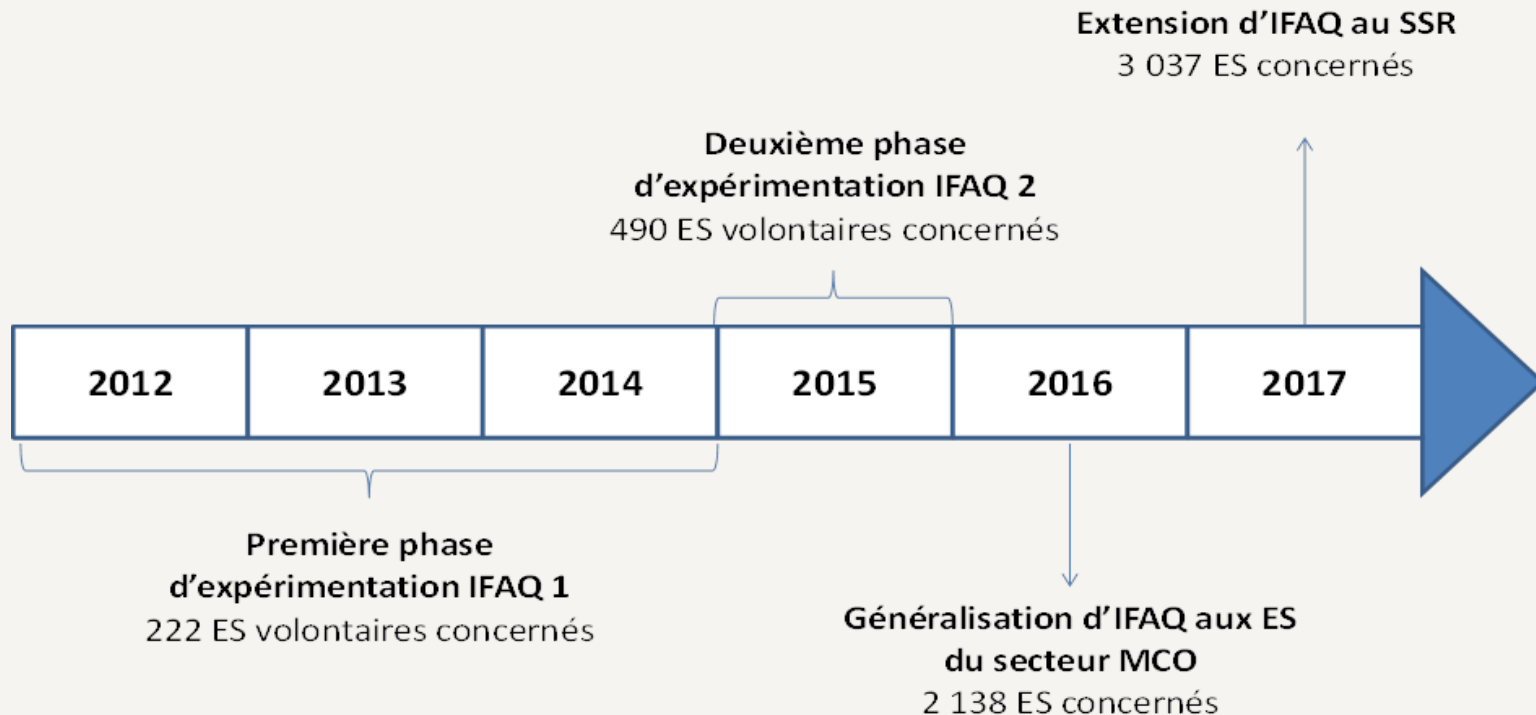 Extension d’IFAQ au SSR
3 037 ES concernés
Deuxième phase
d’expérimentation IFAQ 2
490 ES volontaires concernés
2012
2013
2014
2015
2016
2017
Première phase
d’expérimentation IFAQ 1
222 ES volontaires concernés
Généralisation d’IFAQ aux ES
du secteur MCO
2 138 ES concernés